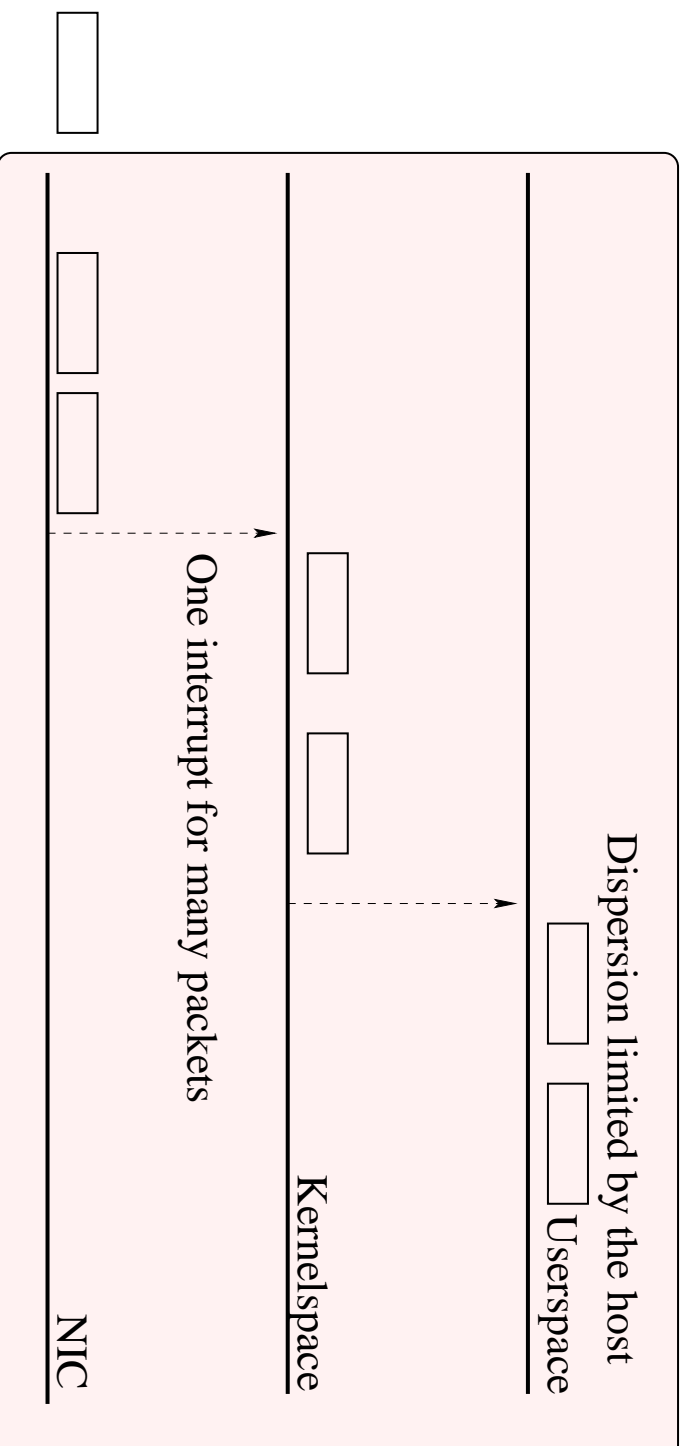 Dispersion limited by the host
Userspace
Kernelspace
One interrupt for many packets
NIC